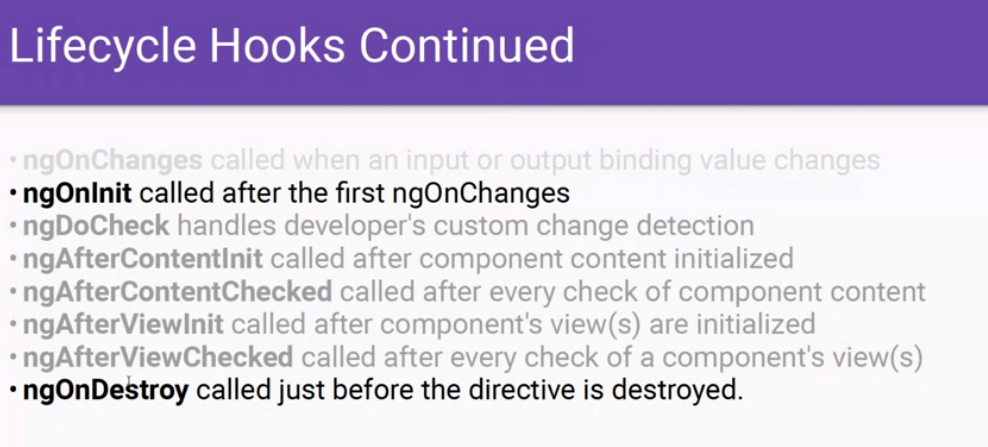 Lifecycle Hooks Continued
• ngOnChanges called when an input or output binding value changes
• ngOnInit called after the first ngOnChanges
• ngDoCheck handles developer's custom change detection
• ngAfterContentInit called after component content initialized
• ngAfterContentChecked called after every check of component content
• ngAfterViewInit called after component's view(s) are initialized
• ngAfterViewChecked called after every check of a component's view(s)
• ngOnDestroy called just before the directive is destroyed.